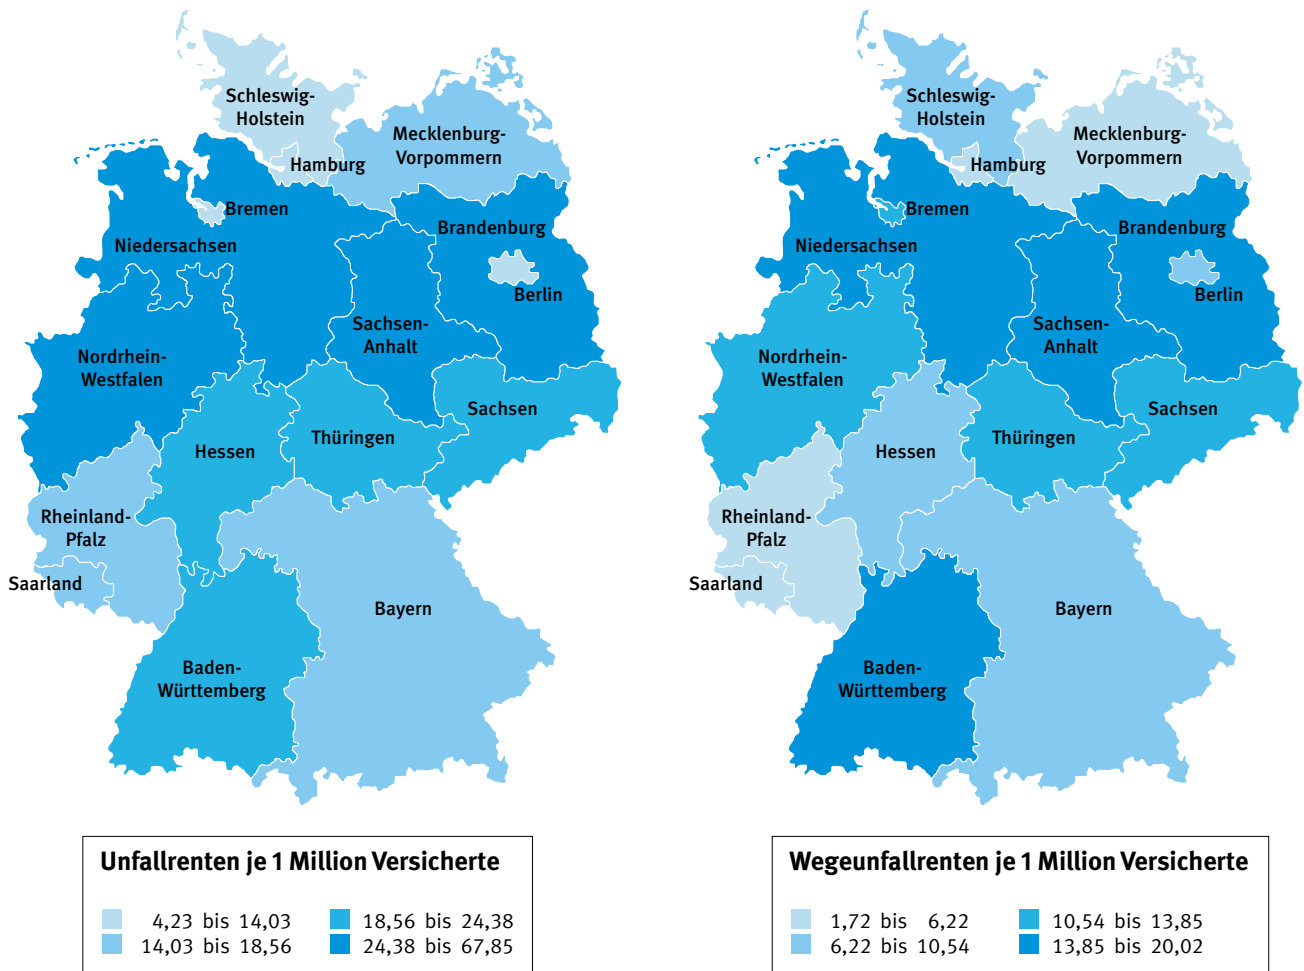 Schleswig-
Holstein
Mecklenburg-
Vorpommern
Hamburg
Bremen
Brandenburg
Niedersachsen
Berlin
Sachsen-
Anhalt
Nordrhein-
Westfalen
Sachsen
Thüringen
Hessen
Rheinland-
Pfalz
Saarland
Bayern
Baden-
Württemberg
Unfallrenten je 1 Million Versicherte
4,23 bis 14,03
14,03 bis 18,56
18,56 bis 24,38
24,38 bis 67,85
Schleswig-
Holstein
Mecklenburg-
Vorpommern
Hamburg
Bremen
Brandenburg
Niedersachsen
Berlin
Sachsen-
Anhalt
Nordrhein-
Westfalen
Sachsen
Thüringen
Hessen
Rheinland-
Pfalz
Saarland
Bayern
Baden-
Württemberg
Wegeunfallrenten je 1 Million Versicherte
1,72 bis 6,22
6,22 bis 10,54
10,54 bis 13,85
13,85 bis 20,02